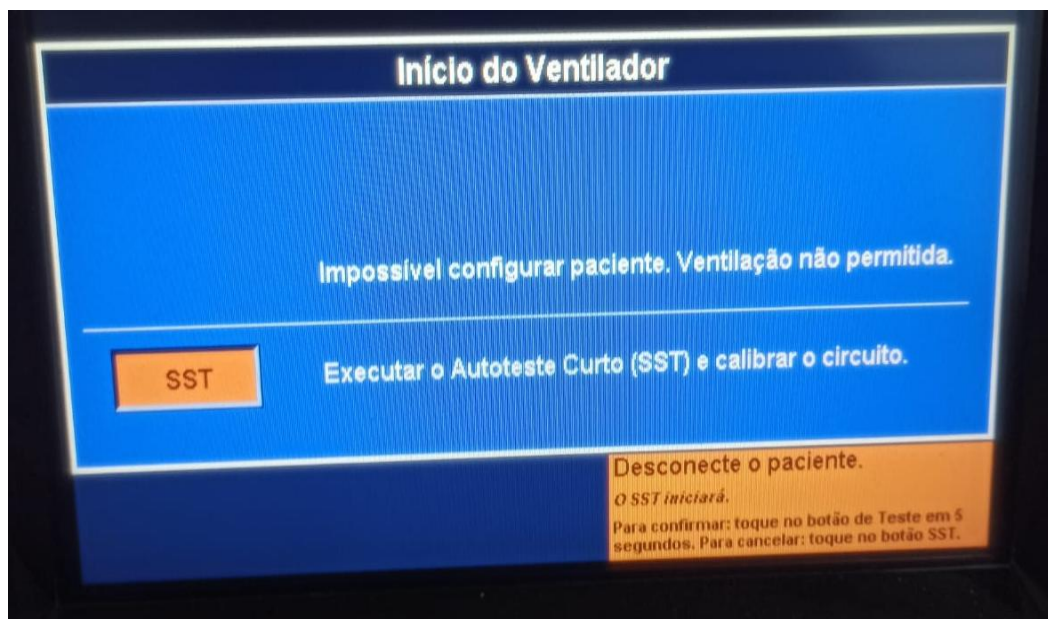 Início do Ventilador
Impossível configurar paciente. Ventilação não permitida.
SST
Executar o Autoteste Curto (SST) e calibrar o circuito.
Desconecte o paciente.
O SST iniciará.
Para confirmar: toque no botão de Teste em 5
segundos. Para cancelar: toque no botão SST.